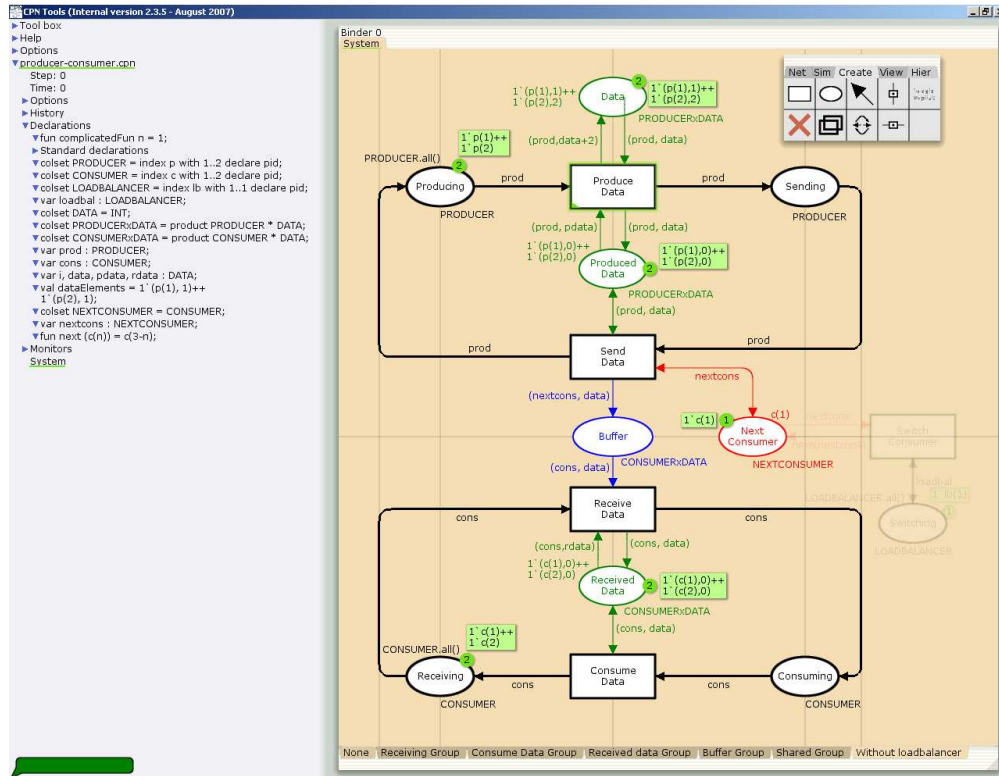 CPN Tools (Internal version 2.3.5 - August 2007)
Tool box
Help
Options
producer-consumer.cpn
Step: 0
Time: 0
Options
History
Declarations
fun complicatedFun n = 1;
Standard declarations
colset PRODUCER = index p with 1..2 declare pid;
colset CONSUMER = index c with 1..2 declare pid;
colset LOADBALANCER = index lb with 1..1 declare pid;
var loadbal : LOADBALANCER;
colset DATA = INT;
colset PRODUCERxDATA = product PRODUCER * DATA;
colset CONSUMERxDATA = product CONSUMER * DATA;
var prod : PRODUCER;
var cons : CONSUMER;
var i, data, pdata, rdata : DATA;
val dataElements = 1`(p(1), 1)++
1`(p(2), 1);
colset NEXTCONSUMER = CONSUMER;
var nextcons : NEXTCONSUMER;
fun next (c(n)) = c(3-n);
Monitors
System
Binder 0
System
Net Sim Create View Hier
1`(p(1),1)++
1`(p(2),2)
Data
2
1`(p(1),1)++
1`(p(2),2)
PRODUCERxDATA
(prod,data+2)
(prod, data)
1`p(1)++
1`p(2)
PRODUCER.all()
2
Producing
PRODUCER
prod
Produce
Data
prod
Sending
PRODUCER
(prod, pdata)
(prod, data)
1`(p(1),0)++
1`(p(2),0)
Produced
Data
2
1`(p(1),0)++
1`(p(2),0)
PRODUCERxDATA
(prod, data)
prod
Send
Data
prod
nextcons
(nextcons, data)
1`c(1)
1
c(1)
Next
Consumer
NEXTCONSUMER
Buffer
CONSUMERxDATA
(cons, data)
Switch
Consumer
loadbal
LOADBALANCER.all()
1`lb(1)
1
Switching
LOADBALANCER
cons
Receive
Data
cons
(cons,rdata)
(cons, data)
1`(c(1),0)++
1`(c(2),0)
Received
Data
2
1`(c(1),0)++
1`(c(2),0)
CONSUMERxDATA
(cons, data)
1`c(1)++
1`c(2)
CONSUMER.all()
2
Receiving
CONSUMER
cons
Consume
Data
cons
Consuming
CONSUMER
None Receiving Group Consume Data Group Received data Group Buffer Group Shared Group Without loadbalancer